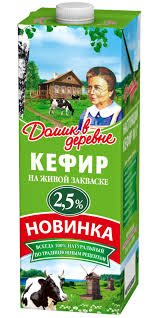 Домик в
деревне
КЕФИР
НА ЖИВОЙ ЗАКВАСКЕ
2,5%
НОВИНКА
ВСЕГДА 100% НАТУРАЛЬНЫЙ
ПО ТРАДИЦИОННЫМ РЕЦЕПТАМ